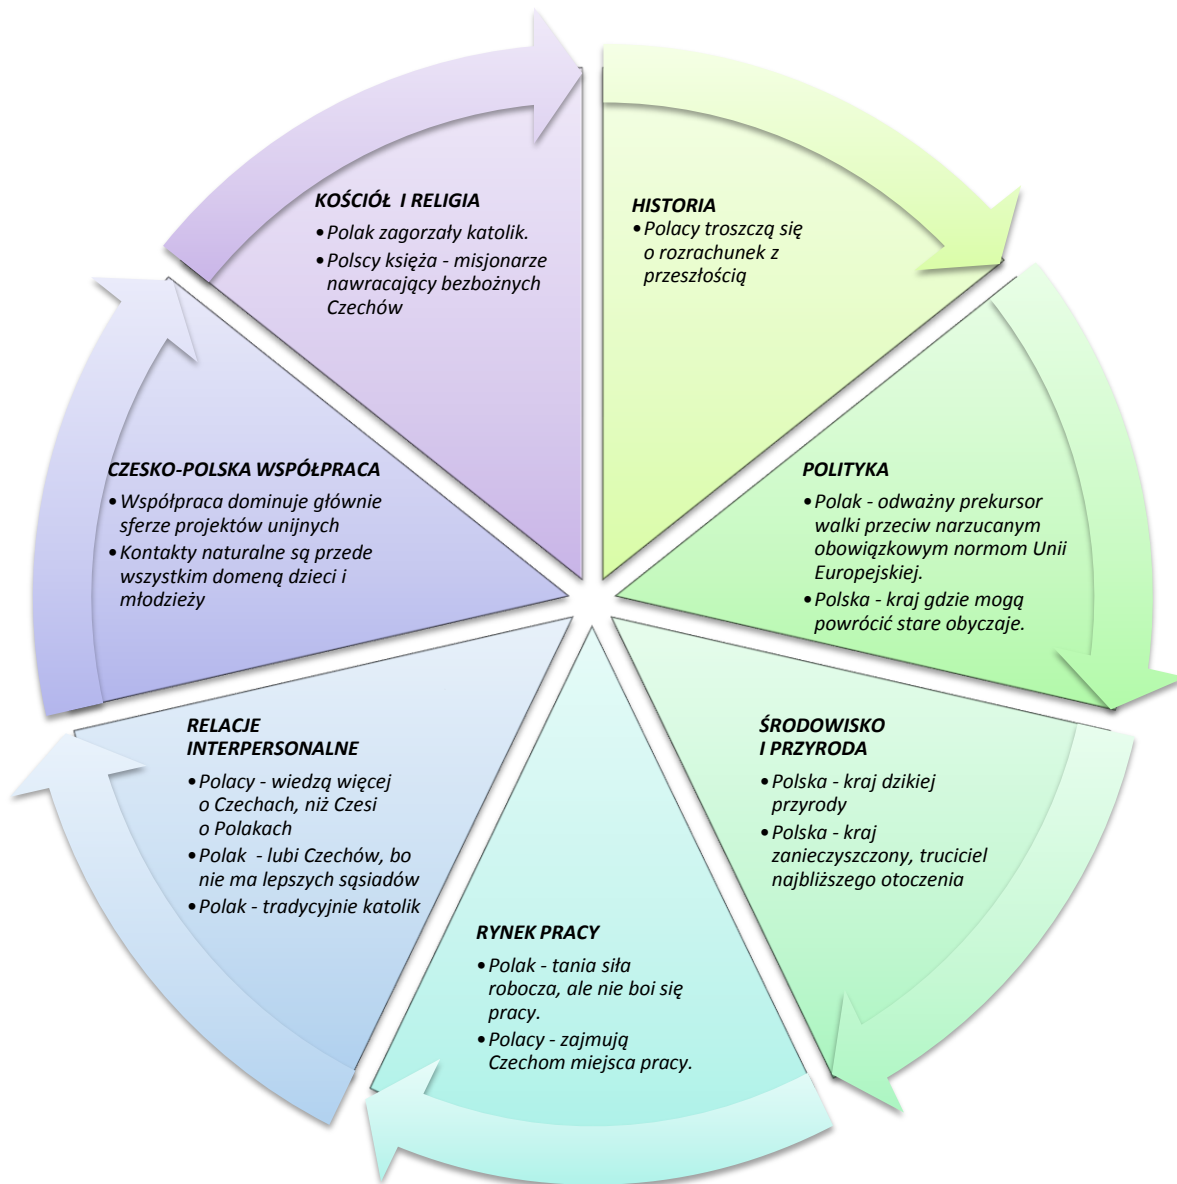 KOŚCIÓŁ I RELIGIA
•Polak zagorzały katolik.
•Polscy księża - misjonarze
nawracający bezbożnych
Czechów
HISTORIA
•Polacy troszczą się
o rozrachunek z
przeszłością
CZESKO-POLSKA WSPÓŁPRACA
•Współpraca dominuje głównie
sferze projektów unijnych
•Kontakty naturalne są przede
wszystkim domeną dzieci i
młodzieży
POLITYKA
•Polak - odważny prekursor
walki przeciw narzucanym
obowiązkowym normom Unii
Europejskiej.
•Polska - kraj gdzie mogą
powrócić stare obyczaje.
RELACJE
INTERPERSONALNE
•Polacy - wiedzą więcej
o Czechach, niż Czesi
o Polakach
•Polak - lubi Czechów, bo
nie ma lepszych sąsiadów
•Polak - tradycyjnie katolik
ŚRODOWISKO
I PRZYRODA
•Polska - kraj dzikiej
przyrody
•Polska - kraj
zanieczyszczony, truciciel
najbliższego otoczenia
RYNEK PRACY
•Polak - tania siła
robocza, ale nie boi się
pracy.
•Polacy - zajmują
Czechom miejsca pracy.